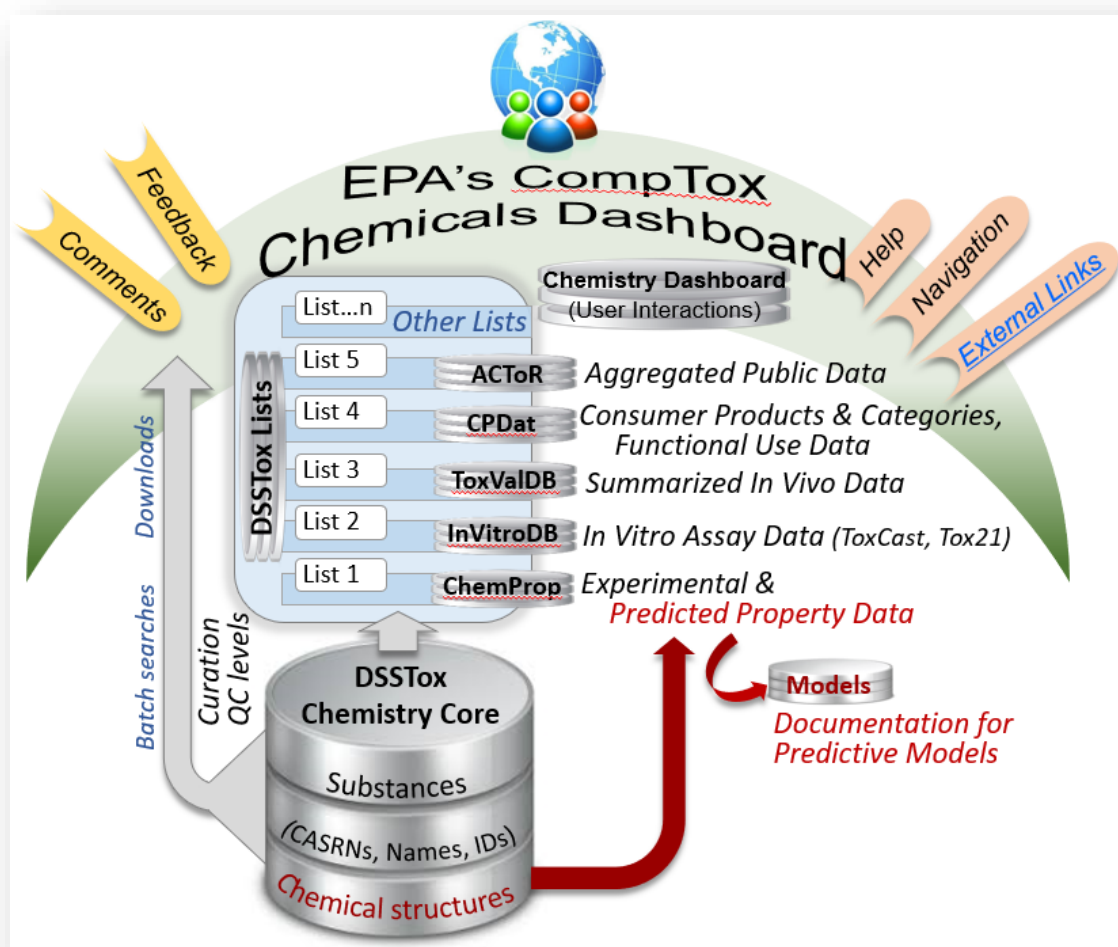 EPA's CompTox
Chemicals Dashboard
Comments
Feedback
Help
Navigation
External Links
Chemistry Dashboard
(User Interactions)
DSSTox Lists
List...n
Other Lists
List 5
ACToR
Aggregated Public Data
List 4
CPDat
Consumer Products & Categories,
Functional Use Data
List 3
ToxValDB
Summarized In Vivo Data
List 2
InVitroDB
In Vitro Assay Data (ToxCast, Tox21)
List 1
ChemProp
Experimental &
Predicted Property Data
Models
Documentation for
Predictive Models
Batch searches Downloads
Curation
QC levels
DSSTox
Chemistry Core
Substances
(CASRNs, Names, IDs)
Chemical structures